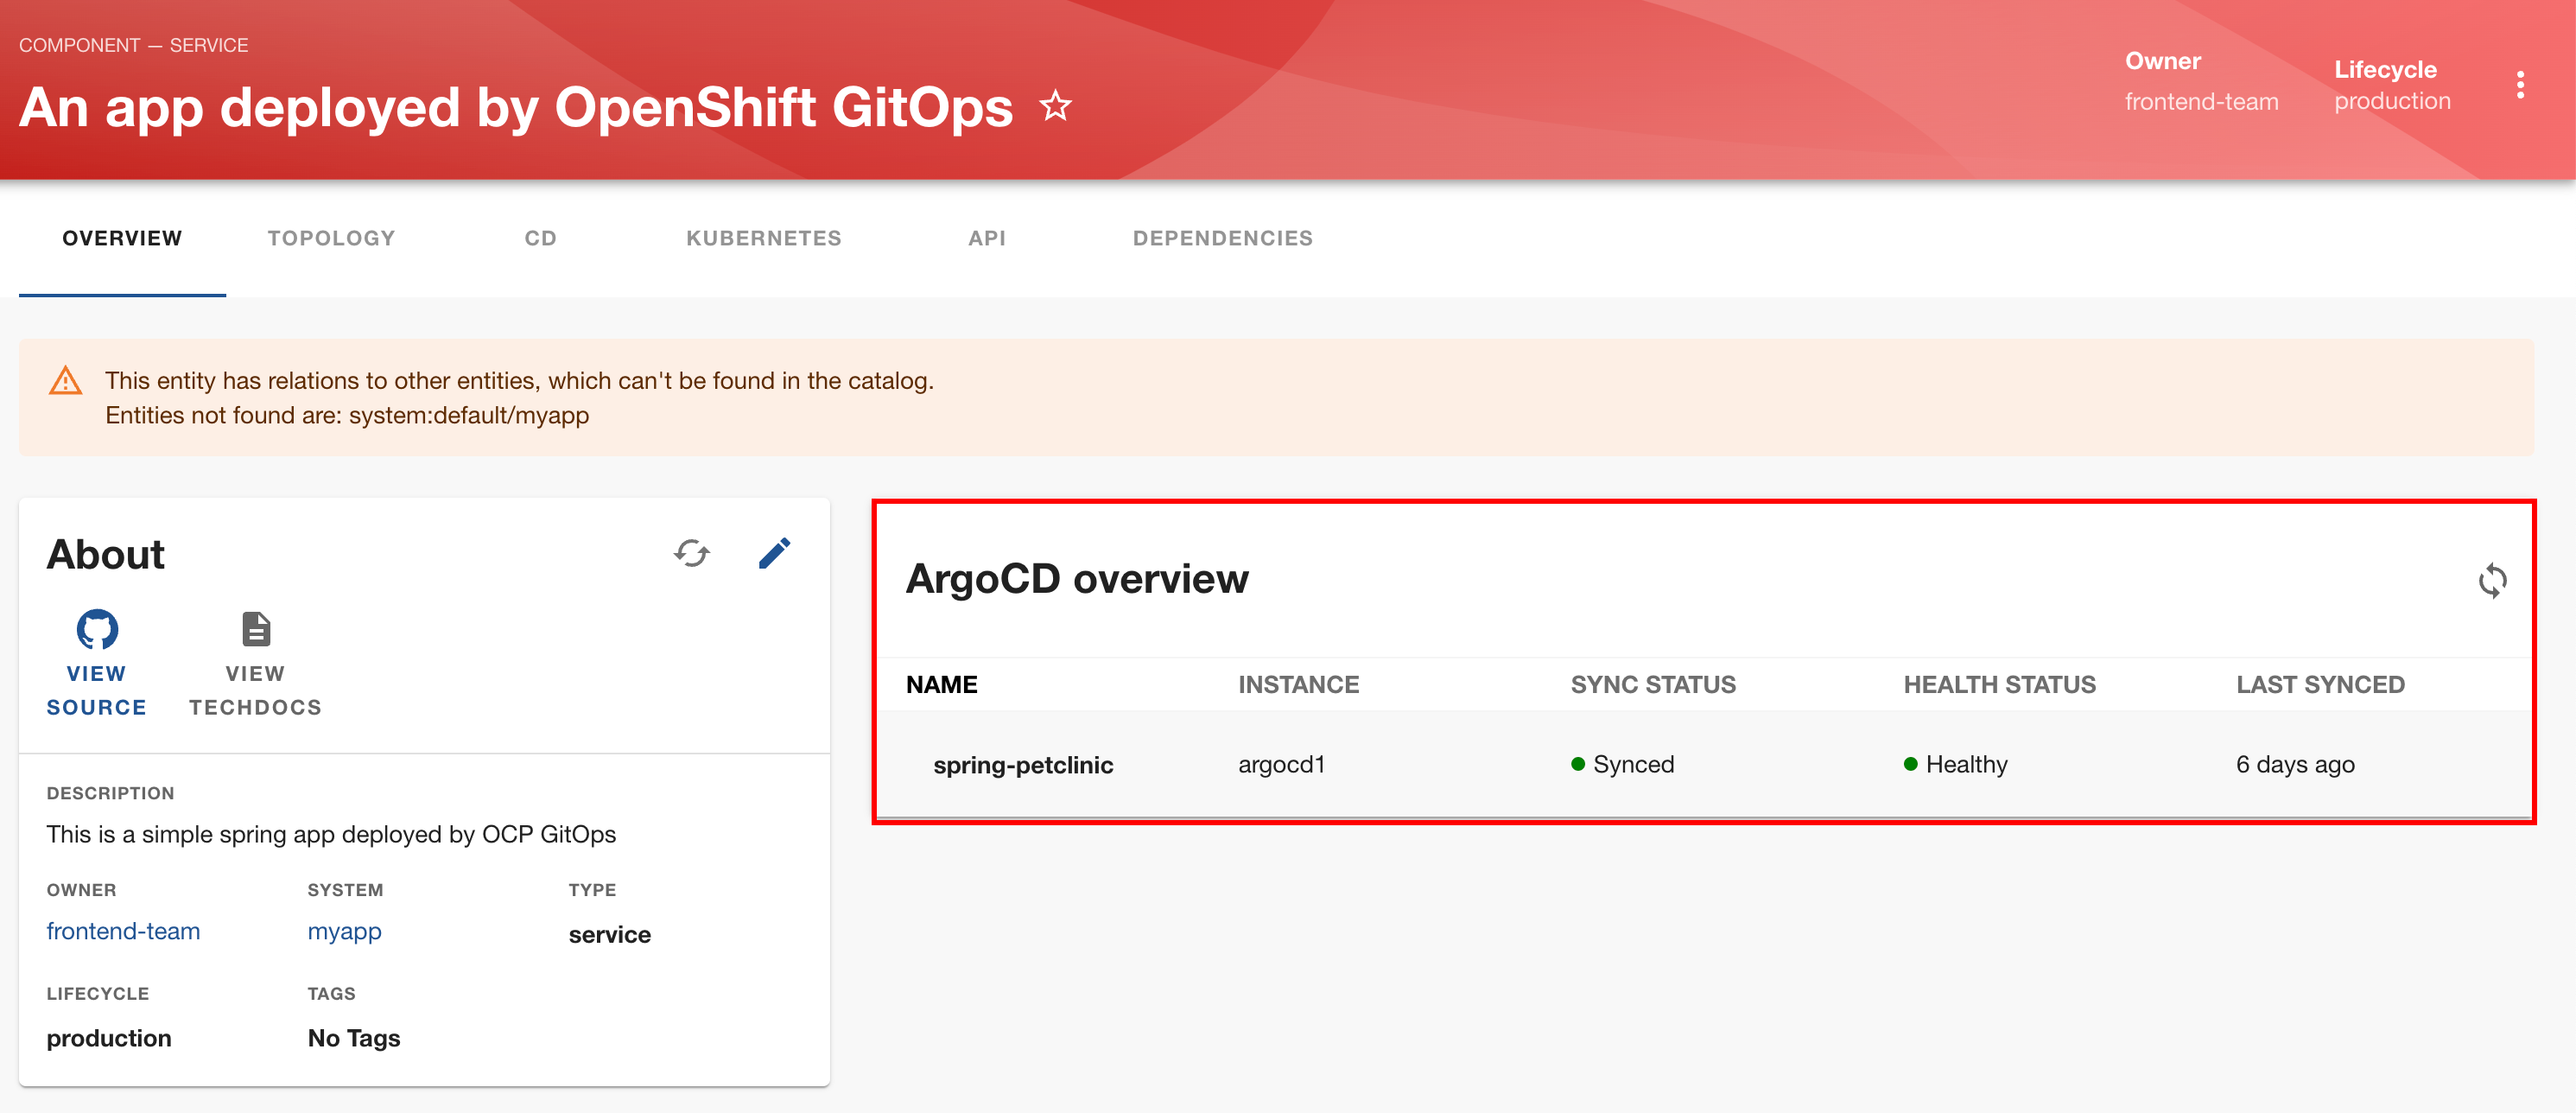 COMPONENT — SERVICE
An app deployed by OpenShift GitOps
Owner
frontend-team
Lifecycle
production
OVERVIEW TOPOLOGY CD KUBERNETES API DEPENDENCIES
This entity has relations to other entities, which can't be found in the catalog.
Entities not found are: system:default/myapp
About
VIEW
SOURCE
VIEW
TECHDOCS
DESCRIPTION
This is a simple spring app deployed by OCP GitOps
OWNER SYSTEM TYPE
frontend-team myapp service
LIFECYCLE TAGS
production No Tags
ArgoCD overview
NAME INSTANCE SYNC STATUS HEALTH STATUS LAST SYNCED
spring-petclinic argocd1 Synced Healthy 6 days ago